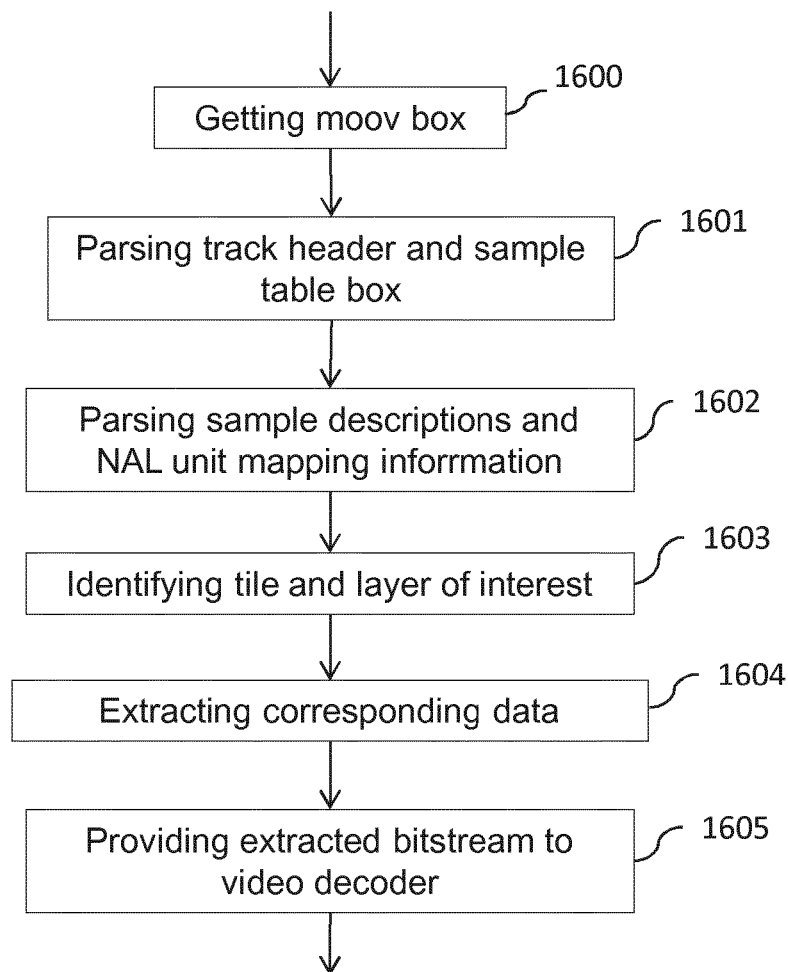 1600
Getting moov box
1601
Parsing track header and sample
table box
1602
Parsing sample descriptions and
NAL unit mapping inforrmation
1603
Identifying tile and layer of interest
1604
Extracting corresponding data
1605
Providing extracted bitstream to
video decoder